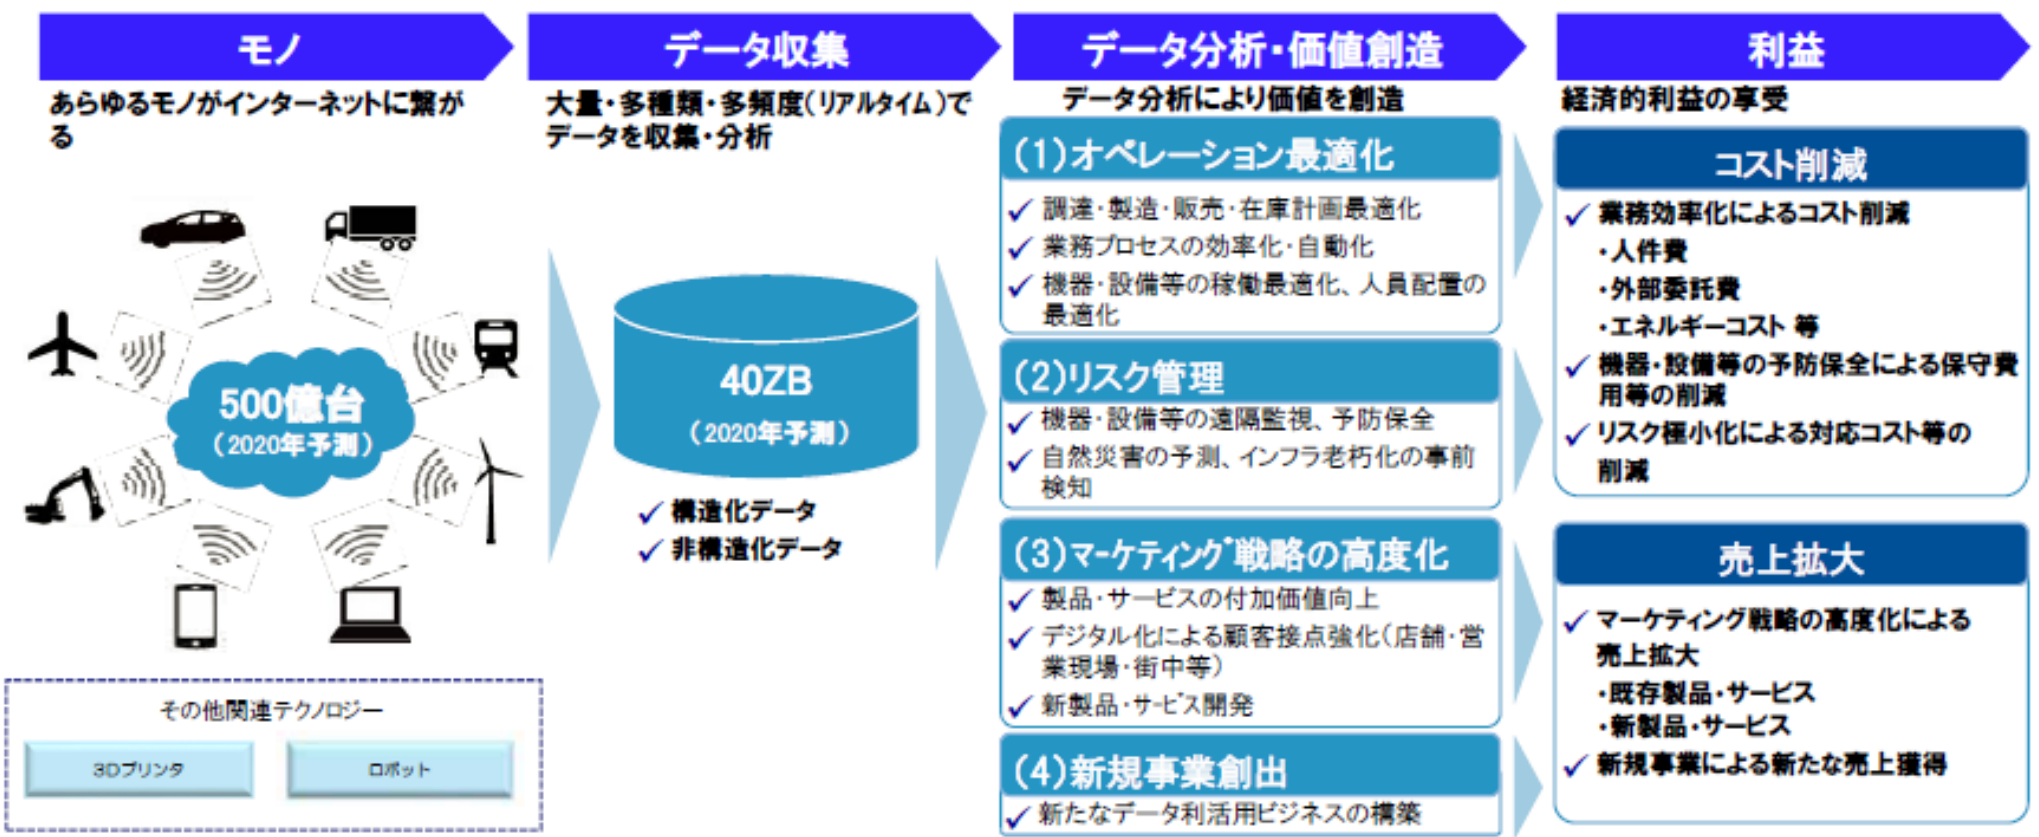 モノ
あらゆるモノがインターネットに繋が
る
500億台
（2020年予測）
その他関連テクノロジー
3Dプリンタ
ロボット
データ収集
大量・多種類・多頻度（リアルタイム）で
データを収集・分析
40ZB
（2020年予測）
✓ 構造化データ
✓ 非構造化データ
データ分析・価値創造
データ分析により価値を創造
（1）オペレーション最適化
✓ 調達・製造・販売・在庫計画最適化
✓ 業務プロセスの効率化・自動化
✓ 機器・設備等の稼働最適化、人員配置の
最適化
（2）リスク管理
✓ 機器・設備等の遠隔監視、予防保全
✓ 自然災害の予測、インフラ老朽化の事前
検知
（3）マーケティング戦略の高度化
✓ 製品・サービスの付加価値向上
✓ デジタル化による顧客接点強化（店舗・営
業現場・街中等）
✓ 新製品・サービス開発
（4）新規事業創出
✓ 新たなデータ利活用ビジネスの構築
利益
経済的利益の享受
コスト削減
✓ 業務効率化によるコスト削減
・人件費
・外部委託費
・エネルギーコスト 等
✓ 機器・設備等の予防保全による保守費
用等の削減
✓ リスク極小化による対応コスト等の
削減
売上拡大
✓ マーケティング戦略の高度化による
売上拡大
・既存製品・サービス
・新製品・サービス
✓ 新規事業による新たな売上獲得